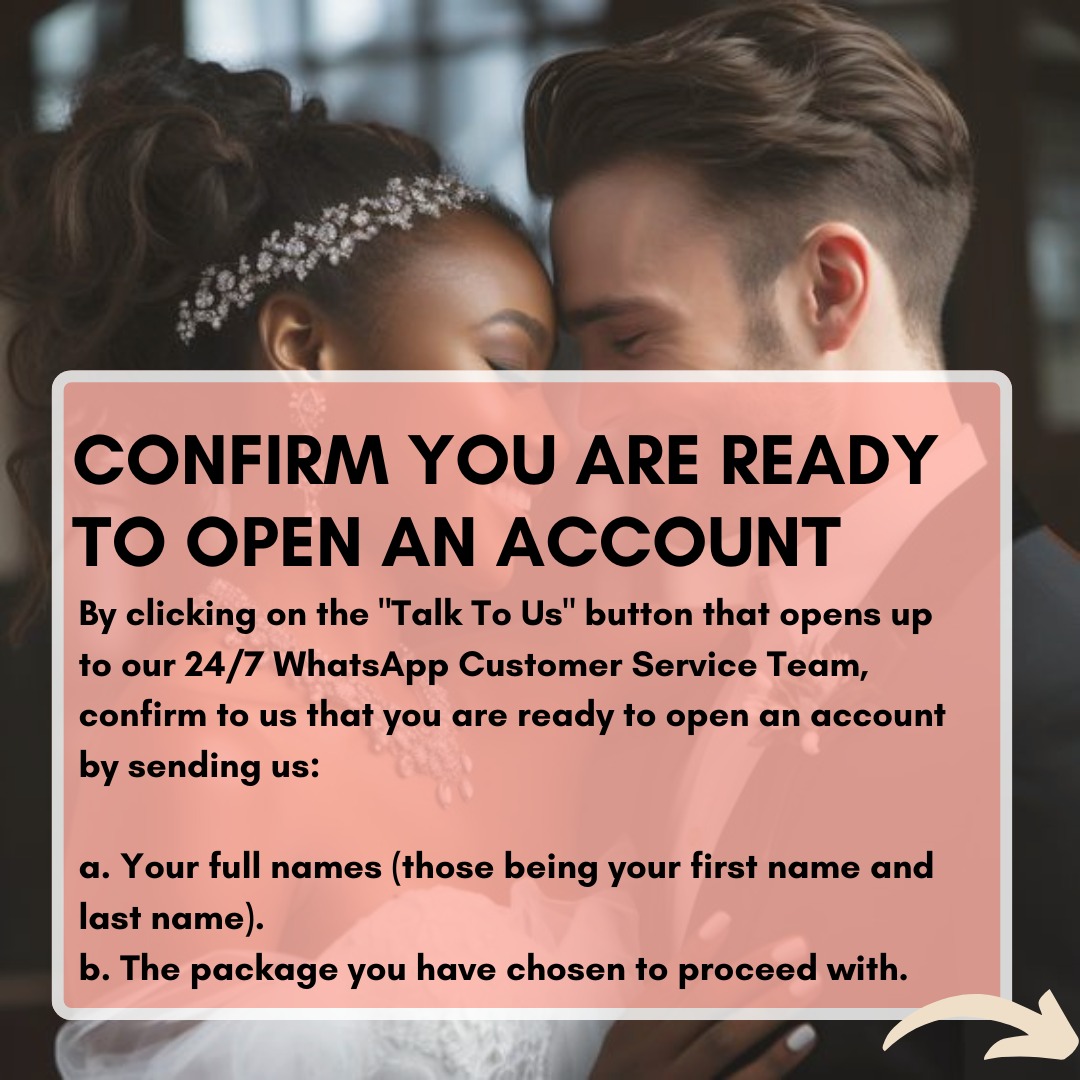 CONFIRM YOU ARE READY
TO OPEN AN ACCOUNT
By clicking on the "Talk To Us" button that opens up
to our 24/7 WhatsApp Customer Service Team,
confirm to us that you are ready to open an account
by sending us:
a. Your full names (those being your first name and
last name).
b. The package you have chosen to proceed with.